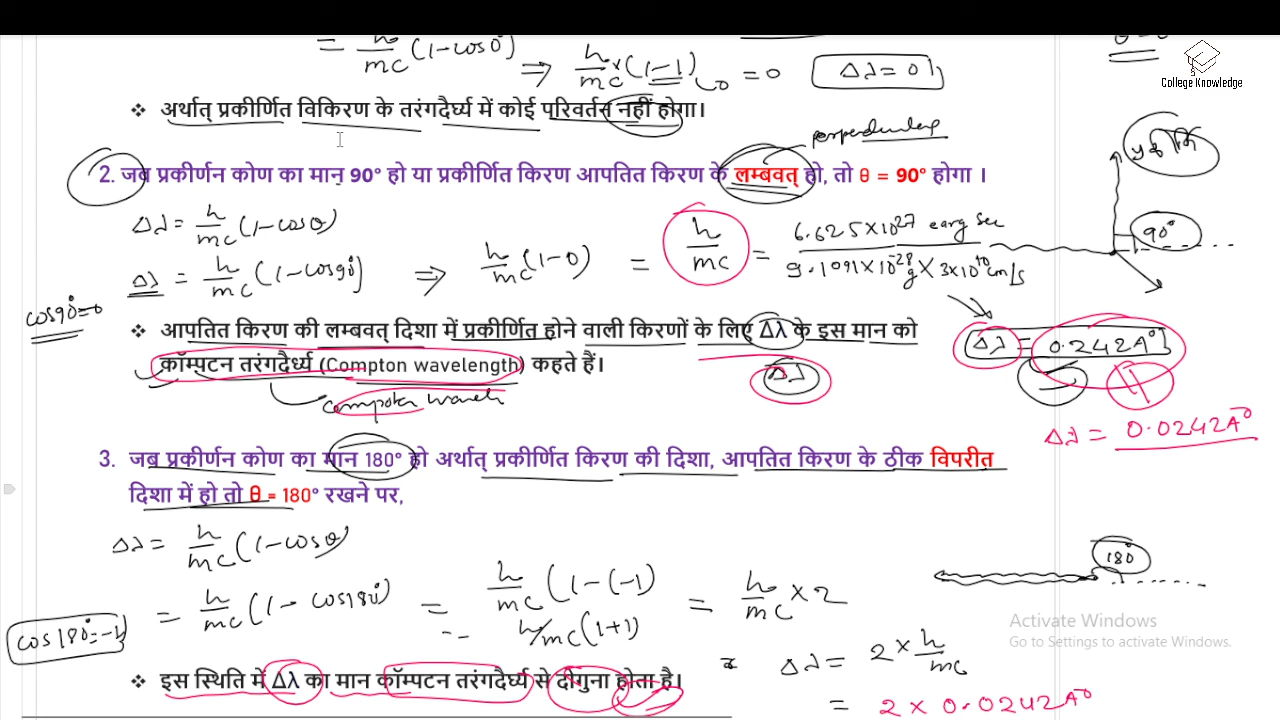 = h/mc (1-cos0°)
⇒ h/mc × (1-1) = 0
Δλ = 0
College Knowledge
❖ अर्थात् प्रकीर्णित विकिरण के तरंगदैर्ध्य में कोई परिवर्तन नहीं होगा।
perpendicular
2. जब प्रकीर्णन कोण का मान 90° हो या प्रकीर्णित किरण आपतित किरण के लम्बवत् हो, तो θ = 90° होगा ।
Δλ = h/mc (1-cosθ)
90°
Δλ = h/mc (1-cos90°) ⇒ h/mc (1-0) = h/mc = 6.625×10^27 earg sec / 9.1091×10^-28 g × 3×10^10 cm/s
cos90°=0
❖ आपतित किरण की लम्बवत् दिशा में प्रकीर्णित होने वाली किरणों के लिए Δλ के इस मान को
Δλ = 0.242A°
कॉम्पटन तरंगदैर्ध्य (Compton wavelength) कहते हैं।
Δλ
Δλ = 0.0242A°
3. जब प्रकीर्णन कोण का मान 180° हो अर्थात् प्रकीर्णित किरण की दिशा, आपतित किरण के ठीक विपरीत
दिशा में हो तो θ = 180° रखने पर,
Δλ = h/mc (1-cosθ)
180°
= h/mc (1- cos180°) = h/mc (1-(-1)) = h/mc × 2
h/mc (1+1)
cos180°=-1
Activate Windows
Go to Settings to activate Windows.
Δλ = 2 × h/mc
❖ इस स्थिति में Δλ का मान कॉम्पटन तरंगदैर्ध्य से दोगुना होता है।
= 2 × 0.0242A°